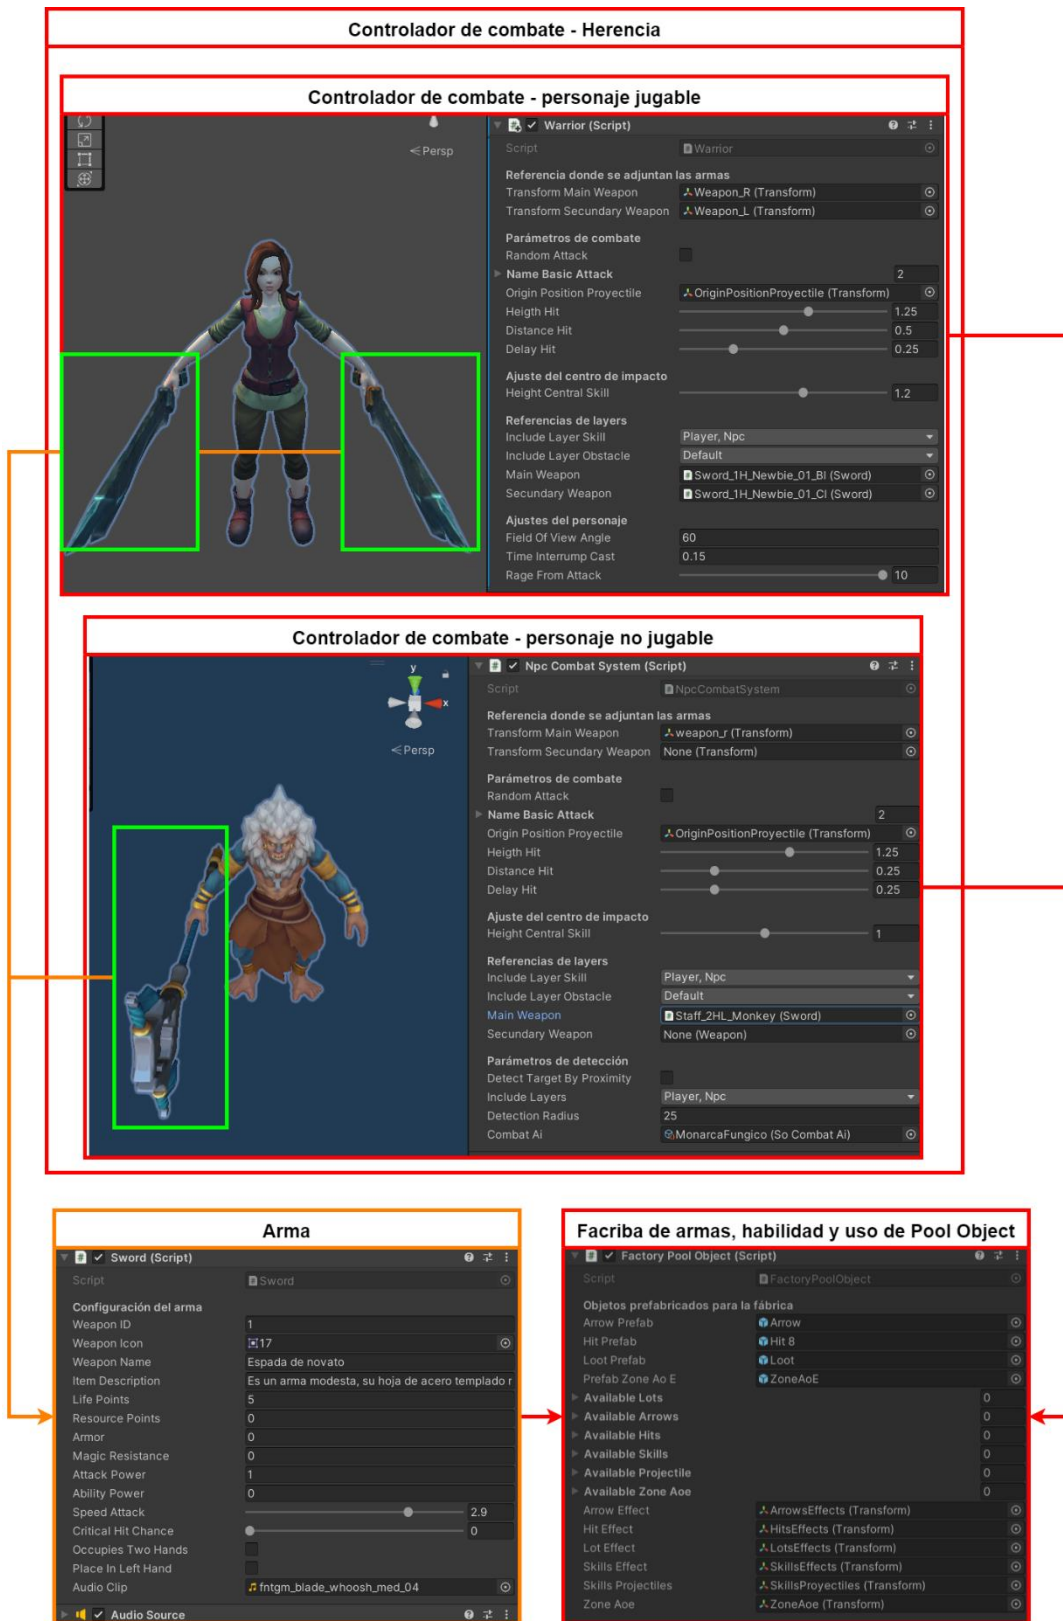 Controlador de combate - Herencia
Controlador de combate - personaje jugable
Persp
Warrior (Script)
Script Warrior
Referencia donde se adjuntan las armas
Transform Main Weapon Weapon_R (Transform)
Transform Secundary Weapon Weapon_L (Transform)
Parámetros de combate
Random Attack
Name Basic Attack 2
Origin Position Proyectile OriginPositionProyectile (Transform)
Heigth Hit 1.25
Distance Hit 0.5
Delay Hit 0.25
Ajuste del centro de impacto
Height Central Skill 1.2
Referencias de layers
Include Layer Skill Player, Npc
Include Layer Obstacle Default
Main Weapon Sword_1H_Newbie_01_Bl (Sword)
Secundary Weapon Sword_1H_Newbie_01_Cl (Sword)
Ajustes del personaje
Field Of View Angle 60
Time Interrump Cast 0.15
Rage From Attack 10
Controlador de combate - personaje no jugable
y
x
Persp
Npc Combat System (Script)
Script NpcCombatSystem
Referencia donde se adjuntan las armas
Transform Main Weapon weapon_r (Transform)
Transform Secundary Weapon None (Transform)
Parámetros de combate
Random Attack
Name Basic Attack 2
Origin Position Proyectile OriginPositionProyectile (Transform)
Heigth Hit 1.25
Distance Hit 0.25
Delay Hit 0.25
Ajuste del centro de impacto
Height Central Skill 1
Referencias de layers
Include Layer Skill Player, Npc
Include Layer Obstacle Default
Main Weapon Staff_2HL_Monkey (Sword)
Secundary Weapon None (Weapon)
Parámetros de detección
Detect Target By Proximity
Include Layers Player, Npc
Detection Radius 25
Combat Ai MonarcaFungico (So Combat Ai)
Arma
Sword (Script)
Script Sword
Configuración del arma
Weapon ID 1
Weapon Icon 17
Weapon Name Espada de novato
Item Description Es un arma modesta, su hoja de acero templado r
Life Points 5
Resource Points 0
Armor 0
Magic Resistance 0
Attack Power 1
Ability Power 0
Speed Attack 2.9
Critical Hit Chance 0
Occupies Two Hands
Place In Left Hand
Audio Clip fntgm_blade_whoosh_med_04
Audio Source
Facriba de armas, habilidad y uso de Pool Object
Factory Pool Object (Script)
Script FactoryPoolObject
Objetos prefabricados para la fábrica
Arrow Prefab Arrow
Hit Prefab Hit 8
Loot Prefab Loot
Prefab Zone Ao E ZoneAoE
Available Lots 0
Available Arrows 0
Available Hits 0
Available Skills 0
Available Projectile 0
Available Zone Aoe 0
Arrow Effect ArrowsEffects (Transform)
Hit Effect HitsEffects (Transform)
Lot Effect LotsEffects (Transform)
Skills Effect SkillsEffects (Transform)
Skills Projectiles SkillsProyectiles (Transform)
Zone Aoe ZoneAoe (Transform)